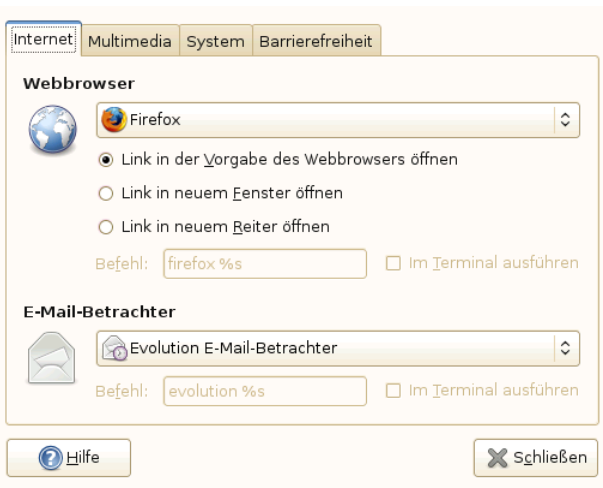 Internet Multimedia System Barrierefreiheit
Webbrowser
Firefox
Link in der Vorgabe des Webbrowsers öffnen
Link in neuem Fenster öffnen
Link in neuem Reiter öffnen
Befehl: firefox %s Im Terminal ausführen
E-Mail-Betrachter
Evolution E-Mail-Betrachter
Befehl: evolution %s Im Terminal ausführen
Hilfe Schließen